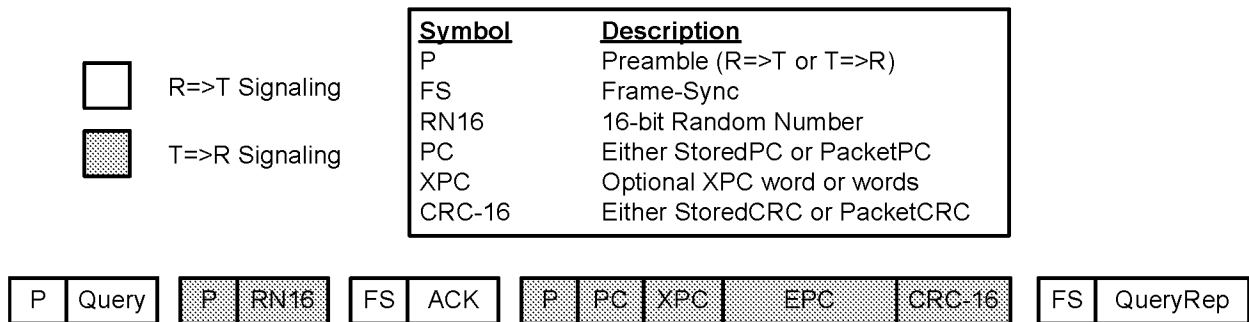 Symbol Description
P Preamble (R=>T or T=>R)
R=>T Signaling
FS Frame-Sync
RN16 16-bit Random Number
T=>R Signaling
PC Either StoredPC or PacketPC
XPC Optional XPC word or words
CRC-16 Either StoredCRC or PacketCRC
P Query P RN16 FS ACK P PC XPC EPC CRC-16 FS QueryRep